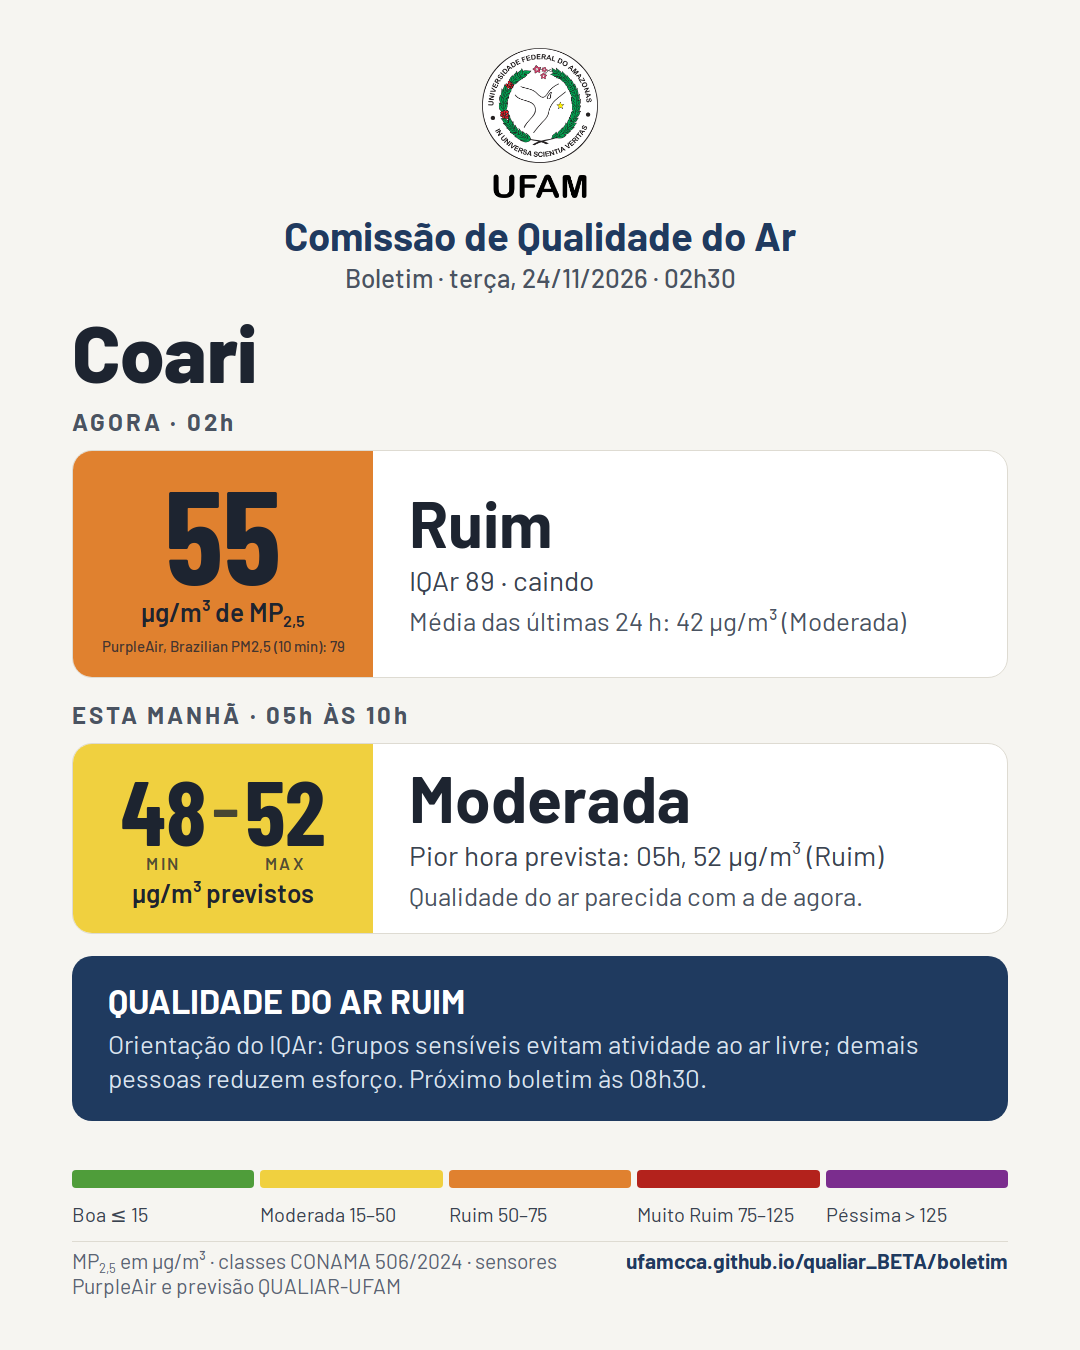 UNIVERSIDADE FEDERAL DO AMAZONAS
IN UNIVERSA SCIENTIA VERITAS
UFAM
Comissão de Qualidade do Ar
Boletim · terça, 24/11/2026 · 02h30
Coari
AGORA · 02h
55
µg/m³ de MP2,5
PurpleAir, Brazilian PM2,5 (10 min): 79
Ruim
IQAr 89 · caindo
Média das últimas 24 h: 42 µg/m³ (Moderada)
ESTA MANHÃ · 05h ÀS 10h
48-52
MIN MAX
µg/m³ previstos
Moderada
Pior hora prevista: 05h, 52 µg/m³ (Ruim)
Qualidade do ar parecida com a de agora.
QUALIDADE DO AR RUIM
Orientação do IQAr: Grupos sensíveis evitam atividade ao ar livre; demais
pessoas reduzem esforço. Próximo boletim às 08h30.
Boa ≤ 15 Moderada 15–50 Ruim 50–75 Muito Ruim 75–125 Péssima > 125
MP2,5 em µg/m³ · classes CONAMA 506/2024 · sensores
PurpleAir e previsão QUALIAR-UFAM
ufamcca.github.io/qualiar_BETA/boletim